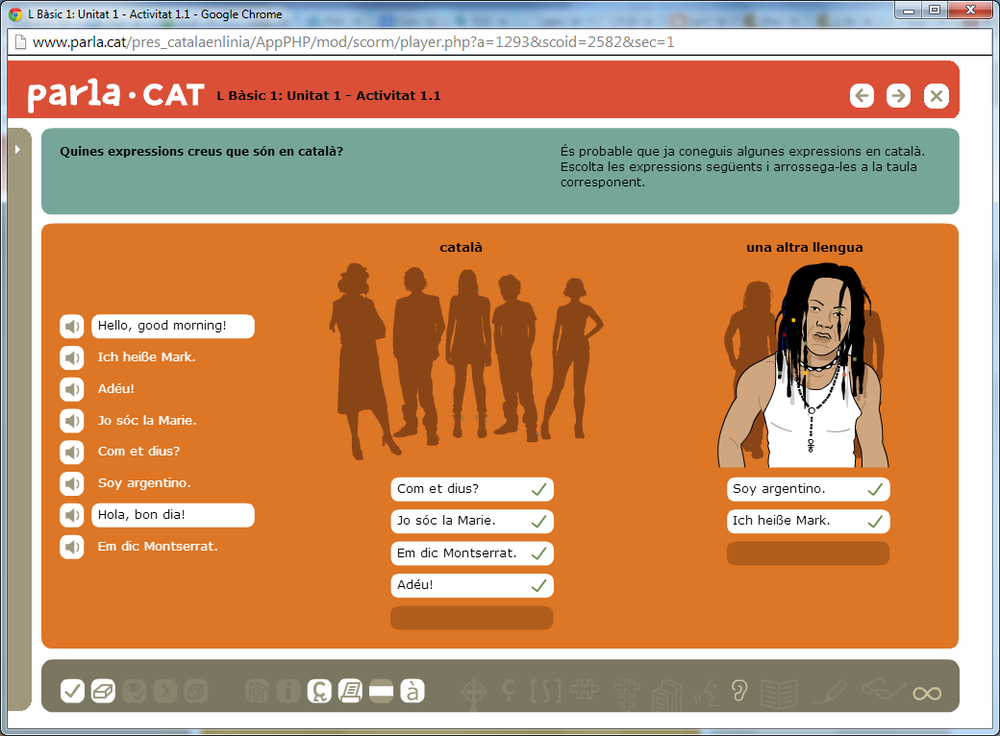 L Bàsic 1: Unitat 1 - Activitat 1.1 - Google Chrome
www.parla.cat/pres_catalaenlinia/AppPHP/mod/scorm/player.php?a=1293&scoid=2582&sec=1
parla·CAT L Bàsic 1: Unitat 1 - Activitat 1.1
Quines expressions creus que són en català?
És probable que ja coneguis algunes expressions en català.
Escolta les expressions següents i arrossega-les a la taula
corresponent.
català
una altra llengua
Hello, good morning!
Ich heiße Mark.
Adéu!
Jo sóc la Marie.
Com et dius?
Soy argentino.
Hola, bon dia!
Em dic Montserrat.
Com et dius?
Jo sóc la Marie.
Em dic Montserrat.
Adéu!
Soy argentino.
Ich heiße Mark.
Ç à Ç [ʃ]